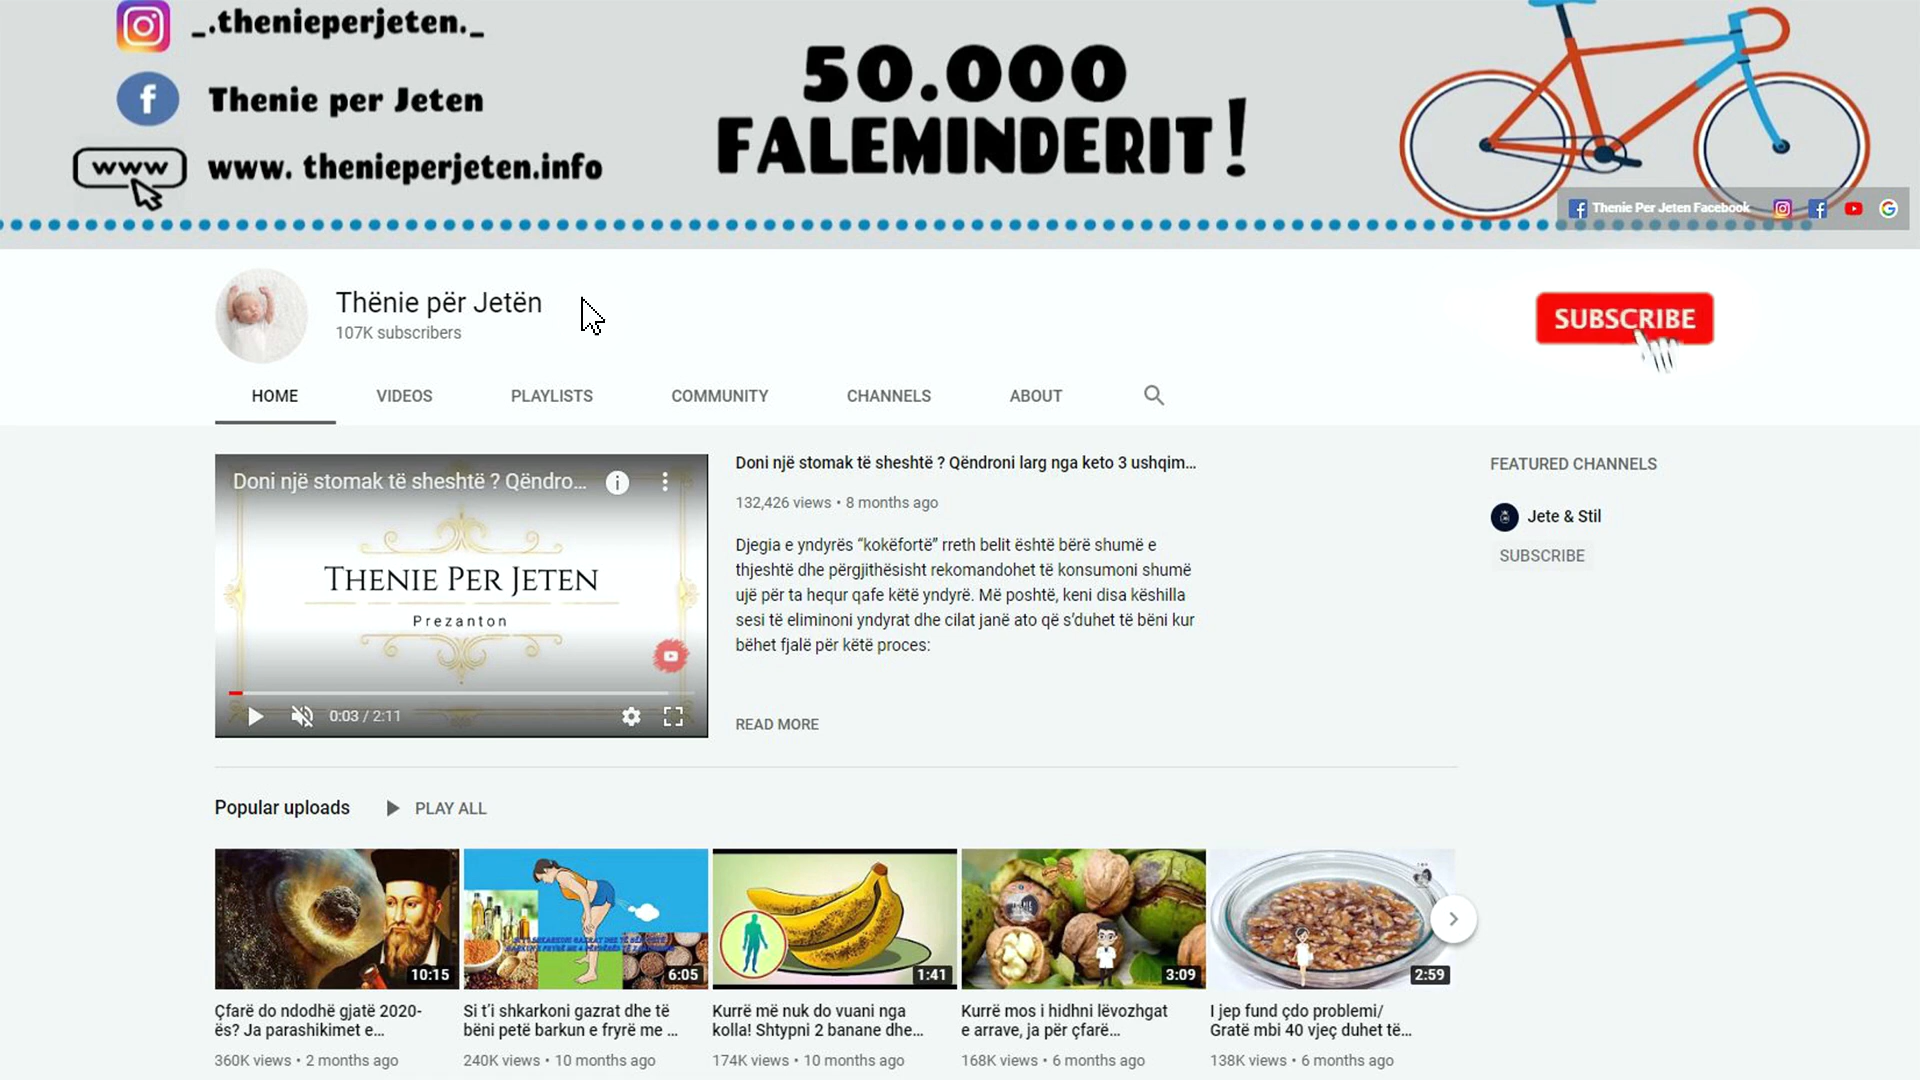 _.thenieperjeten._
Thenie per Jeten
www
www. thenieperjeten.info
50.000
FALEMINDERIT!
Thenie Per Jeten Facebook
Thënie për Jetën
107K subscribers
SUBSCRIBE
HOME
VIDEOS
PLAYLISTS
COMMUNITY
CHANNELS
ABOUT
Doni një stomak të sheshtë ? Qëndro...
THENIE PER JETEN
Prezanton
0:03 / 2:11
Doni një stomak të sheshtë ? Qëndroni larg nga keto 3 ushqim...
132,426 views • 8 months ago
Djegia e yndyrës “kokëfortë” rreth belit është bërë shumë e
thjeshtë dhe përgjithësisht rekomandohet të konsumoni shumë
ujë për ta hequr qafe këtë yndyrë. Më poshtë, keni disa këshilla
sesi të eliminoni yndyrat dhe cilat janë ato që s’duhet të bëni kur
bëhet fjalë për këtë proces:
READ MORE
FEATURED CHANNELS
Jete & Stil
SUBSCRIBE
Popular uploads
PLAY ALL
10:15
6:05
1:41
3:09
2:59
Çfarë do ndodhë gjatë 2020-
ës? Ja parashikimet e...
360K views • 2 months ago
Si t’i shkarkoni gazrat dhe të
bëni petë barkun e fryrë me ...
240K views • 10 months ago
Kurrë më nuk do vuani nga
kolla! Shtypni 2 banane dhe...
174K views • 10 months ago
Kurrë mos i hidhni lëvozhgat
e arrave, ja për çfarë...
168K views • 6 months ago
I jep fund çdo problemi/
Gratë mbi 40 vjeç duhet të...
138K views • 6 months ago